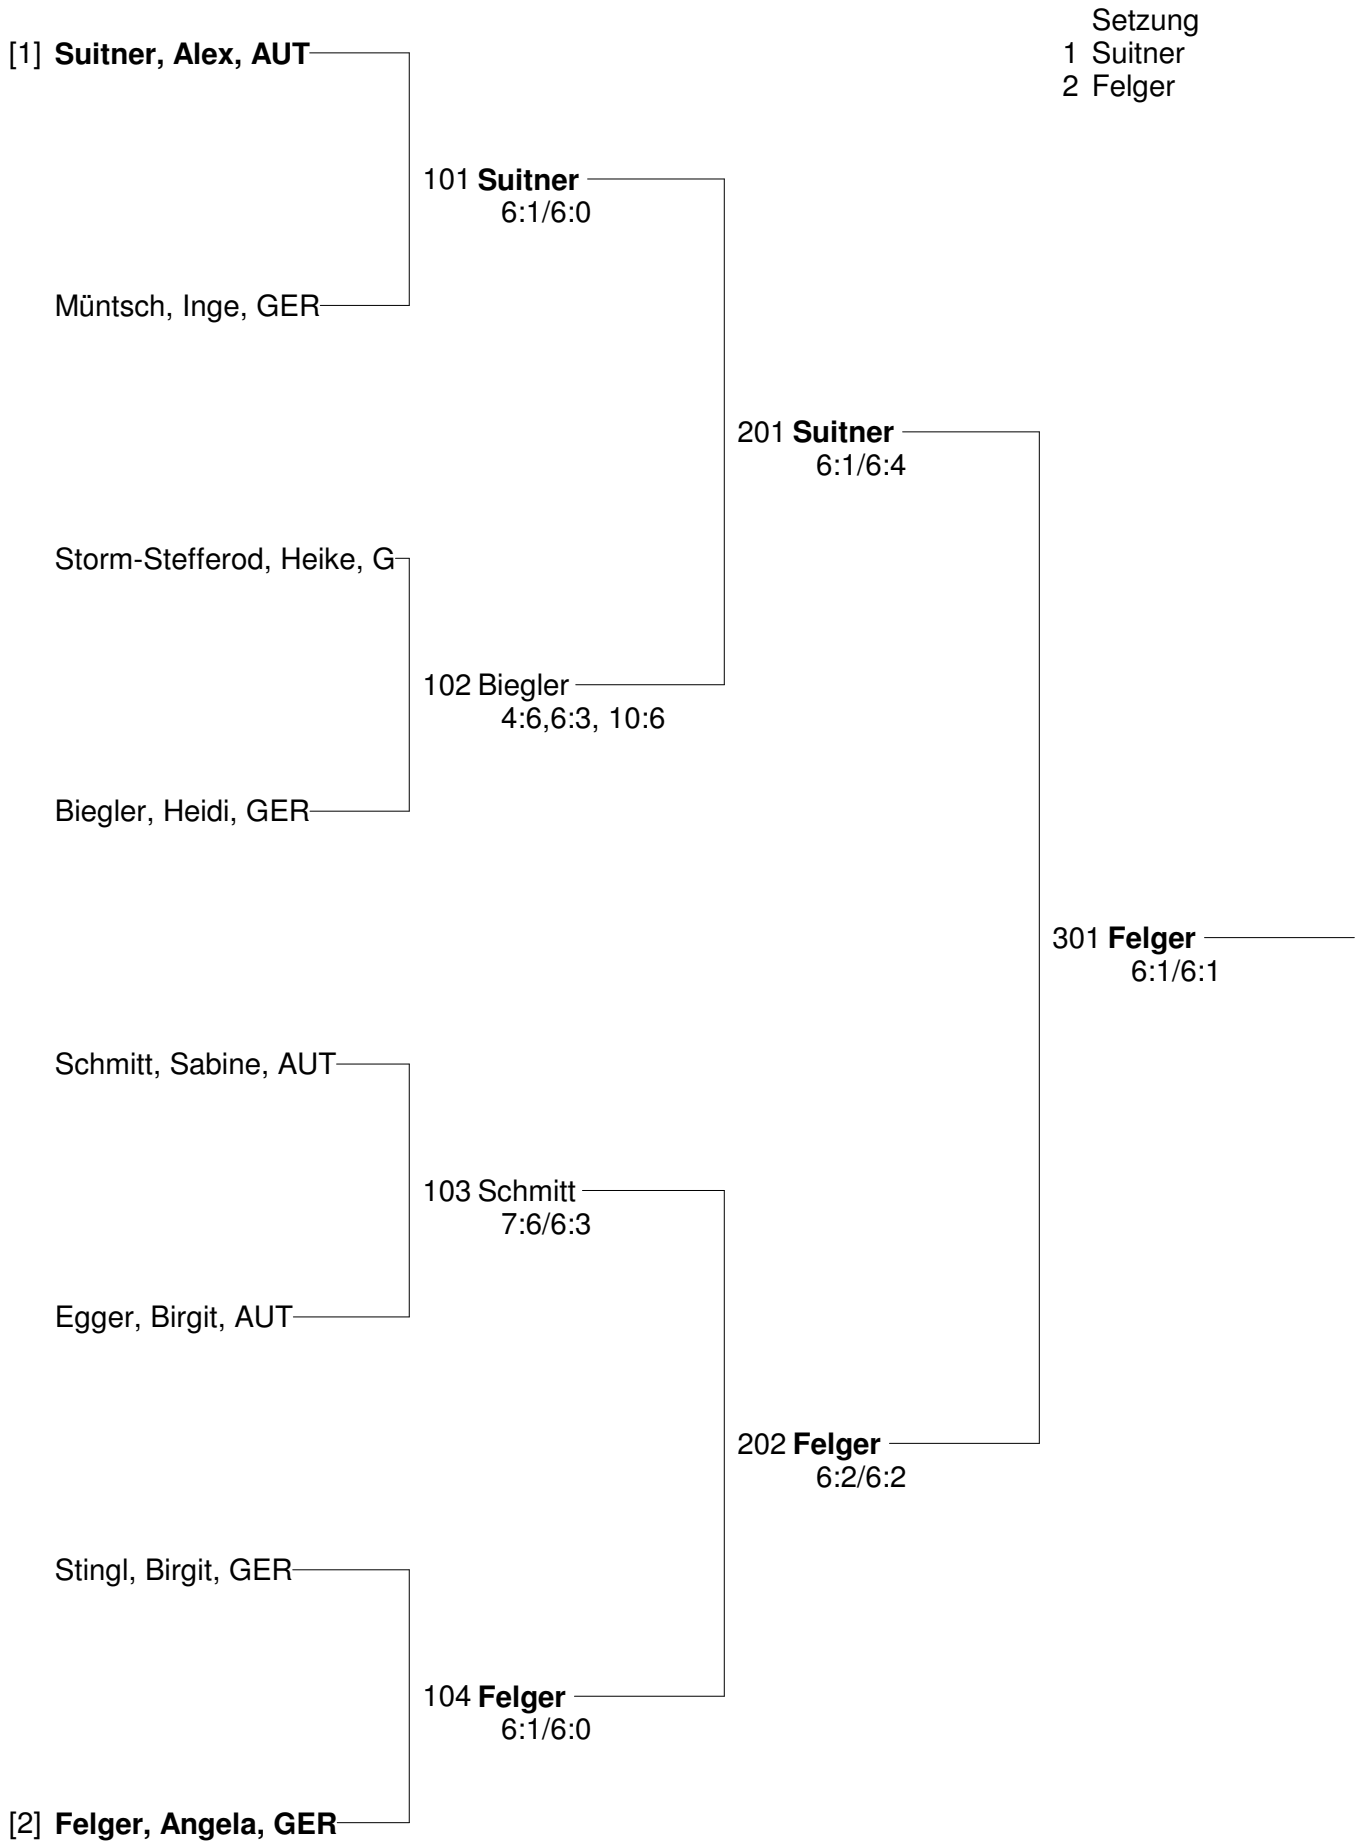 Setzung
1 Suitner
2 Felger
[1] Suitner, Alex, AUT
101 Suitner
6:1/6:0
Müntsch, Inge, GER
201 Suitner
6:1/6:4
Storm-Stefferod, Heike, G
102 Biegler
4:6,6:3, 10:6
Biegler, Heidi, GER
301 Felger
6:1/6:1
Schmitt, Sabine, AUT
103 Schmitt
7:6/6:3
Egger, Birgit, AUT
202 Felger
6:2/6:2
Stingl, Birgit, GER
104 Felger
6:1/6:0
[2] Felger, Angela, GER